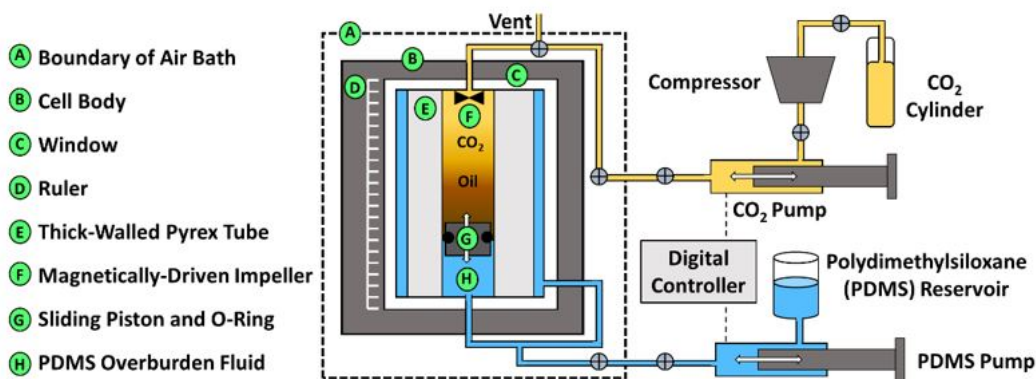 A Boundary of Air Bath
B Cell Body
C Window
D Ruler
E Thick-Walled Pyrex Tube
F Magnetically-Driven Impeller
G Sliding Piston and O-Ring
H PDMS Overburden Fluid
Vent
A
B
C
D
E
F
CO₂
Oil
G
H
Compressor
CO₂
Cylinder
CO₂ Pump
Digital
Controller
Polydimethylsiloxane
(PDMS) Reservoir
PDMS Pump